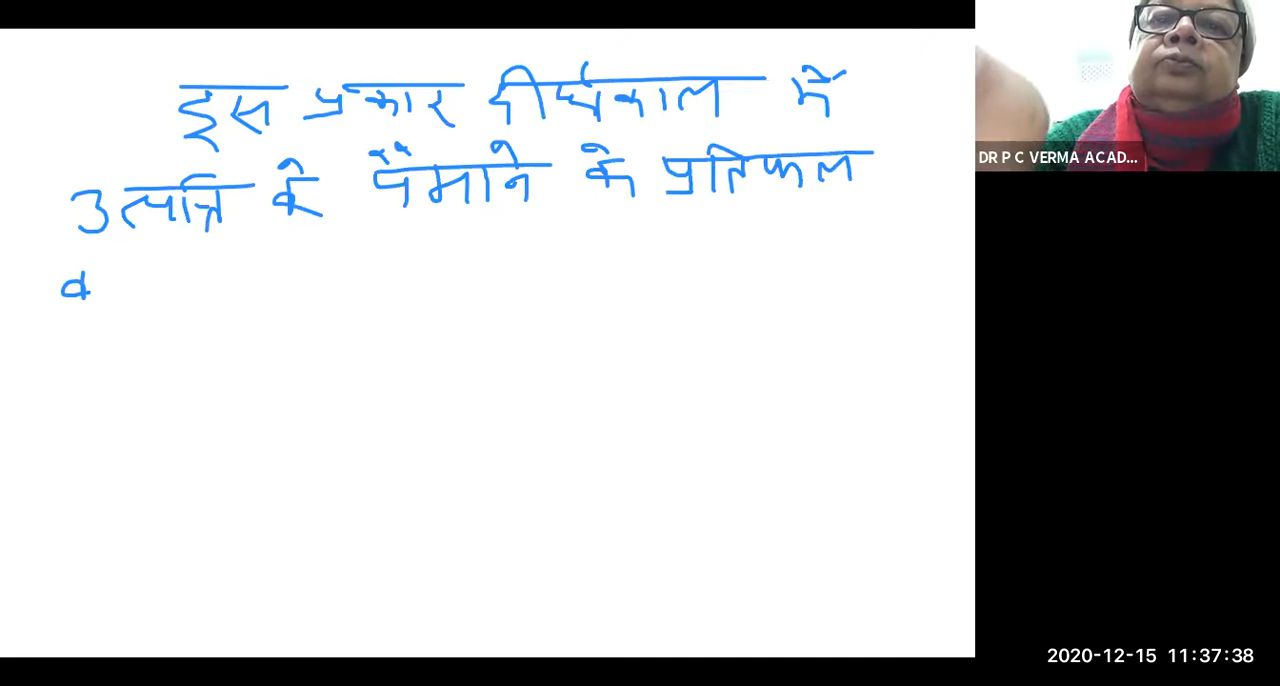 इस प्रकार दीर्घकाल में
उत्पत्ति के पैमाने के प्रतिफल
DR P C VERMA ACAD...
2020-12-15 11:37:38